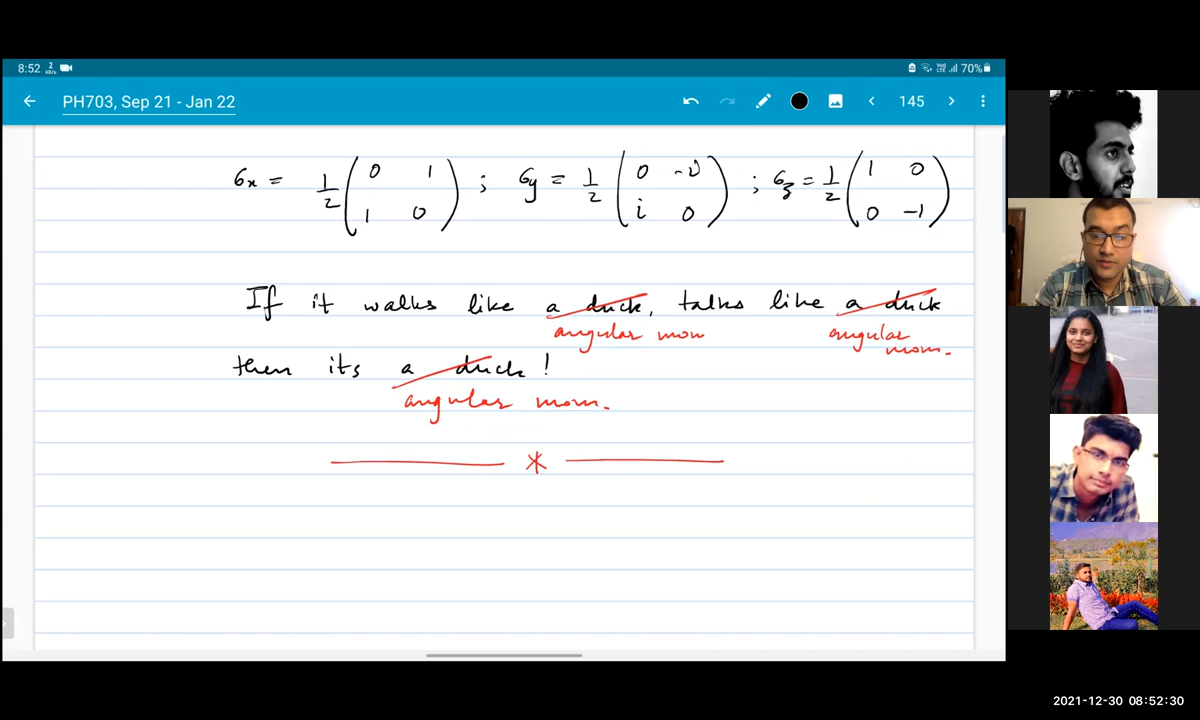 8:52 2 KB/s 70%
PH703, Sep 21 - Jan 22 145
σx = 1/2 (0 1; 1 0) ; σy = 1/2 (0 -i; i 0) ; σz = 1/2 (1 0; 0 -1)
If it walks like a duck, talks like a duck
angular mom angular mom.
then its a duck!
angular mom.
2021-12-30 08:52:30